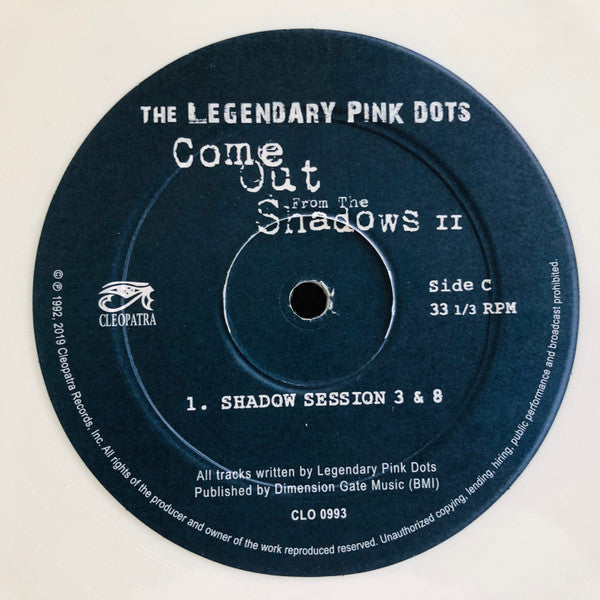 THE LEGENDARY PINK DOTS
Come
Out
From The
Shadows II
Side C
33 1/3 RPM
CLEOPATRA
1. SHADOW SESSION 3 & 8
All tracks written by Legendary Pink Dots
Published by Dimension Gate Music (BMI)
CLO 0993
© ℗ 1992, 2019 Cleopatra Records, Inc. All rights of the producer and owner of the work reproduced reserved. Unauthorized copying, lending, hiring, public performance and broadcast prohibited.